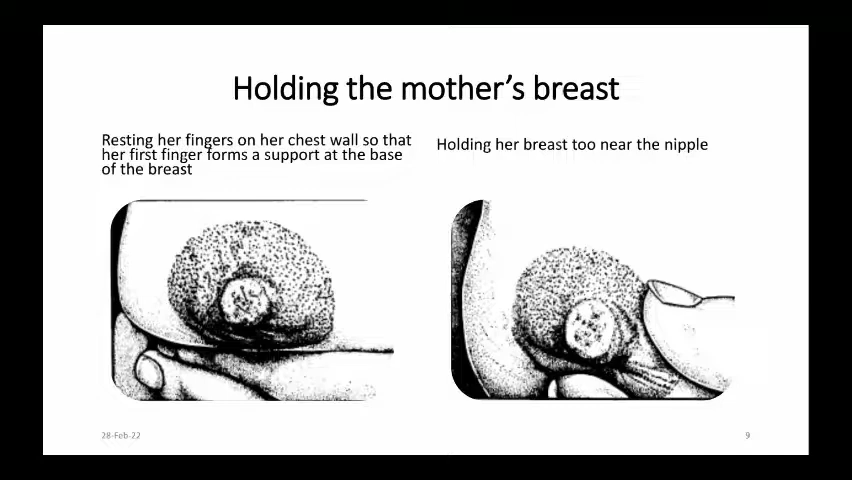 Holding the mother's breast
Resting her fingers on her chest wall so that
her first finger forms a support at the base
of the breast
Holding her breast too near the nipple
28-Feb-22
9